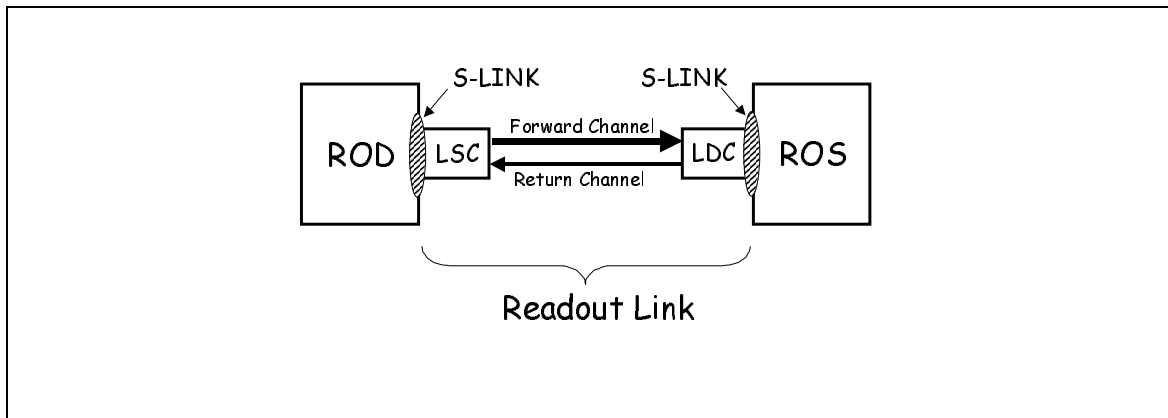 S-LINK
S-LINK
ROD
LSC
Forward Channel
Return Channel
LDC
ROS
Readout Link